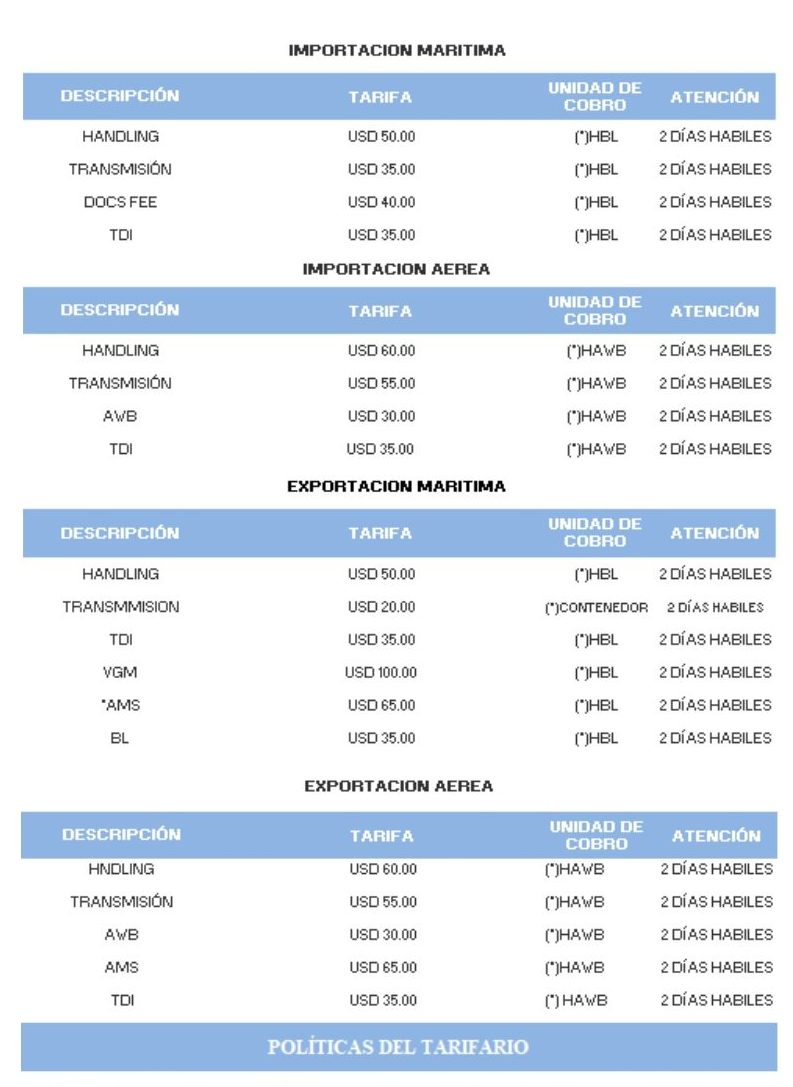 IMPORTACION MARITIMA
DESCRIPCIÓN TARIFA UNIDAD DE COBRO ATENCIÓN
HANDLING USD 50.00 (*)HBL 2 DÍAS HABILES
TRANSMISIÓN USD 35.00 (*)HBL 2 DÍAS HABILES
DOCS FEE USD 40.00 (*)HBL 2 DÍAS HABILES
TDI USD 35.00 (*)HBL 2 DÍAS HABILES
IMPORTACION AEREA
DESCRIPCIÓN TARIFA UNIDAD DE COBRO ATENCIÓN
HANDLING USD 60.00 (*)HAWB 2 DÍAS HABILES
TRANSMISIÓN USD 55.00 (*)HAWB 2 DÍAS HABILES
AWB USD 30.00 (*)HAWB 2 DÍAS HABILES
TDI USD 35.00 (*)HAWB 2 DÍAS HABILES
EXPORTACION MARITIMA
DESCRIPCIÓN TARIFA UNIDAD DE COBRO ATENCIÓN
HANDLING USD 50.00 (*)HBL 2 DÍAS HABILES
TRANSMMISION USD 20.00 (*)CONTENEDOR 2 DÍAS HABILES
TDI USD 35.00 (*)HBL 2 DÍAS HABILES
VGM USD 100.00 (*)HBL 2 DÍAS HABILES
*AMS USD 65.00 (*)HBL 2 DÍAS HABILES
BL USD 35.00 (*)HBL 2 DÍAS HABILES
EXPORTACION AEREA
DESCRIPCIÓN TARIFA UNIDAD DE COBRO ATENCIÓN
HNDLING USD 60.00 (*)HAWB 2 DÍAS HABILES
TRANSMISIÓN USD 55.00 (*)HAWB 2 DÍAS HABILES
AWB USD 30.00 (*)HAWB 2 DÍAS HABILES
AMS USD 65.00 (*)HAWB 2 DÍAS HABILES
TDI USD 35.00 (*) HAWB 2 DÍAS HABILES
POLÍTICAS DEL TARIFARIO